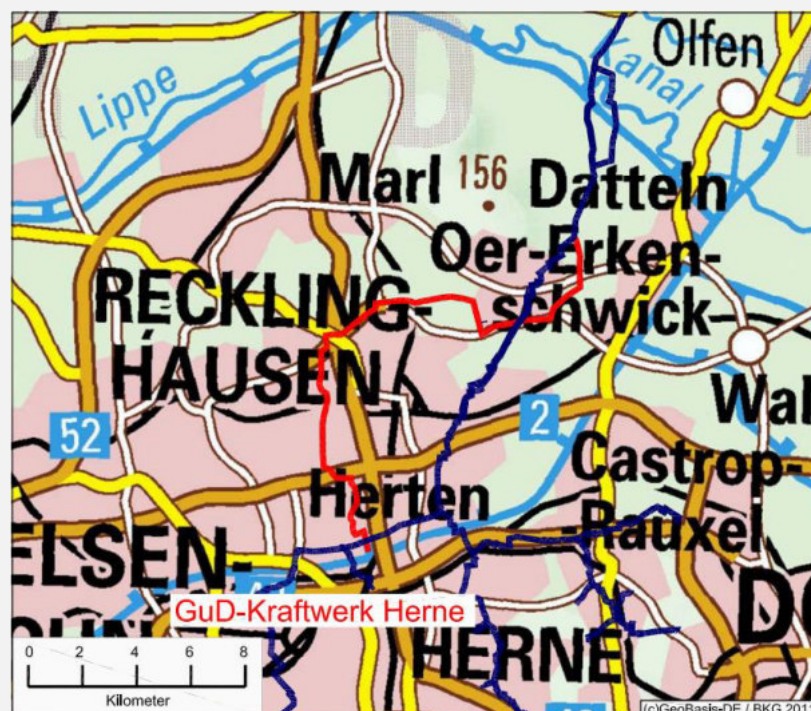 Olfen
Kanal
Lippe
D
Marl 156 Datteln
Oer-Erken-
schwick
RECKLING-
HAUSEN
Wal
52
2
Castrop-
-Rauxel
Herten
ELSEN-
GuD-Kraftwerk Herne
HERNE
D
0 2 4 6 8
Kilometer
(c)GeoBasis-DE / BKG 201